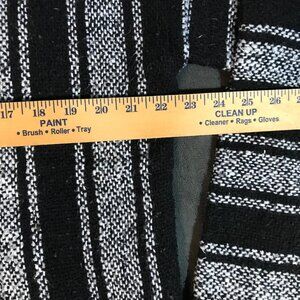 17 18 19 20 21 22 23 24 25 26
PAINT
• Brush • Roller • Tray
CLEAN UP
• Cleaner • Rags • Gloves